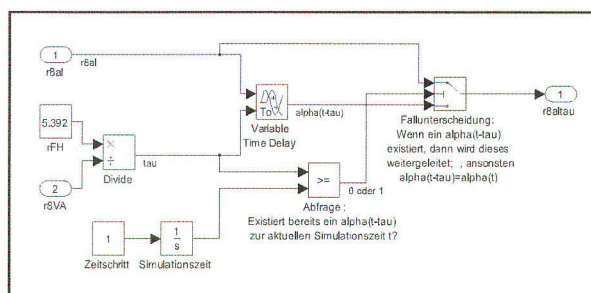 1
r8al
r8al
5.392
rFH
×
÷
Divide
tau
2
r8VA
To
Variable
Time Delay
alpha(t-tau)
>=
0 oder 1
Abfrage :
Existiert bereits ein alpha(t-tau)
zur aktuellen Simulationszeit t?
1
Zeitschritt
1
s
Simulationszeit
Fallunterscheidung:
Wenn ein alpha(t-tau)
existiert, dann wird dieses
weitergeleitet; , ansonsten
alpha(t-tau)=alpha(t)
1
r8altau